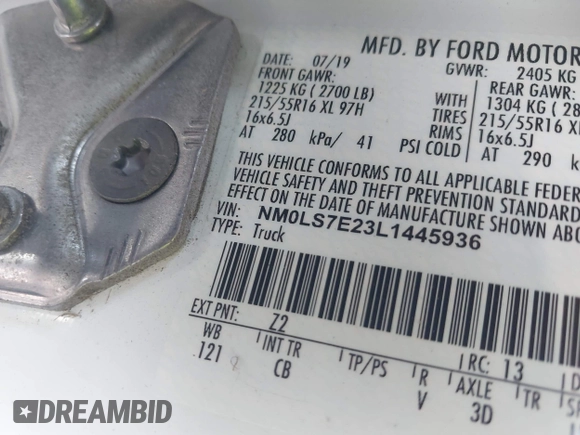 MFD. BY FORD MOTOR
DATE: 07/19 GVWR: 2405 KG
FRONT GAWR: REAR GAWR:
1225 KG ( 2700 LB) WITH 1304 KG ( 28
215/55R16 XL 97H TIRES 215/55R16 XL
16x6.5J RIMS 16x6.5J
AT 280 kPa/ 41 PSI COLD AT 290
THIS VEHICLE CONFORMS TO ALL APPLICABLE FEDER
VEHICLE SAFETY AND THEFT PREVENTION STANDARD
EFFECT ON THE DATE OF MANUFACTURE SHOWN ABO
VIN: NM0LS7E23L1445936
TYPE: Truck
EXT PNT: Z2 RC: 13
WB INT TR TP/PS R AXLE TR
.121 CB V 3D
DREAMBID